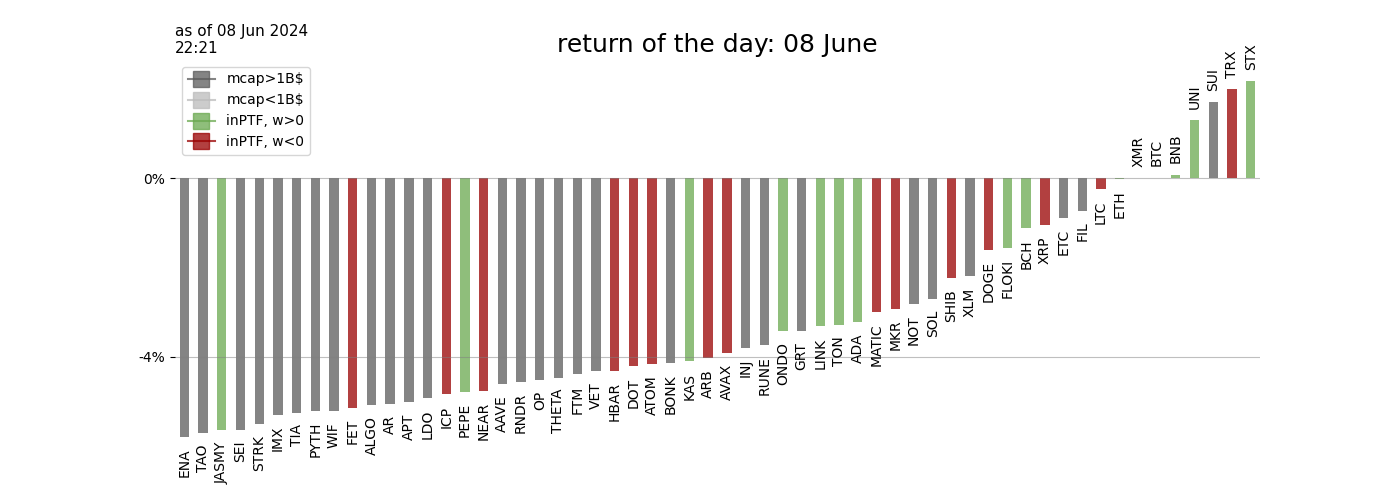 as of 08 Jun 2024
22:21
return of the day: 08 June
mcap>1B$
mcap<1B$
inPTF, w>0
inPTF, w<0
0%
-4%
ENA
TAO
JASMY
SEI
STRK
IMX
TIA
PYTH
WIF
FET
ALGO
AR
APT
LDO
ICP
PEPE
NEAR
AAVE
RNDR
OP
THETA
FTM
VET
HBAR
DOT
ATOM
BONK
KAS
ARB
AVAX
INJ
RUNE
ONDO
GRT
LINK
TON
ADA
MATIC
MKR
NOT
SOL
SHIB
XLM
DOGE
FLOKI
BCH
XRP
ETC
FIL
LTC
ETH
XMR
BTC
BNB
UNI
SUI
TRX
STX